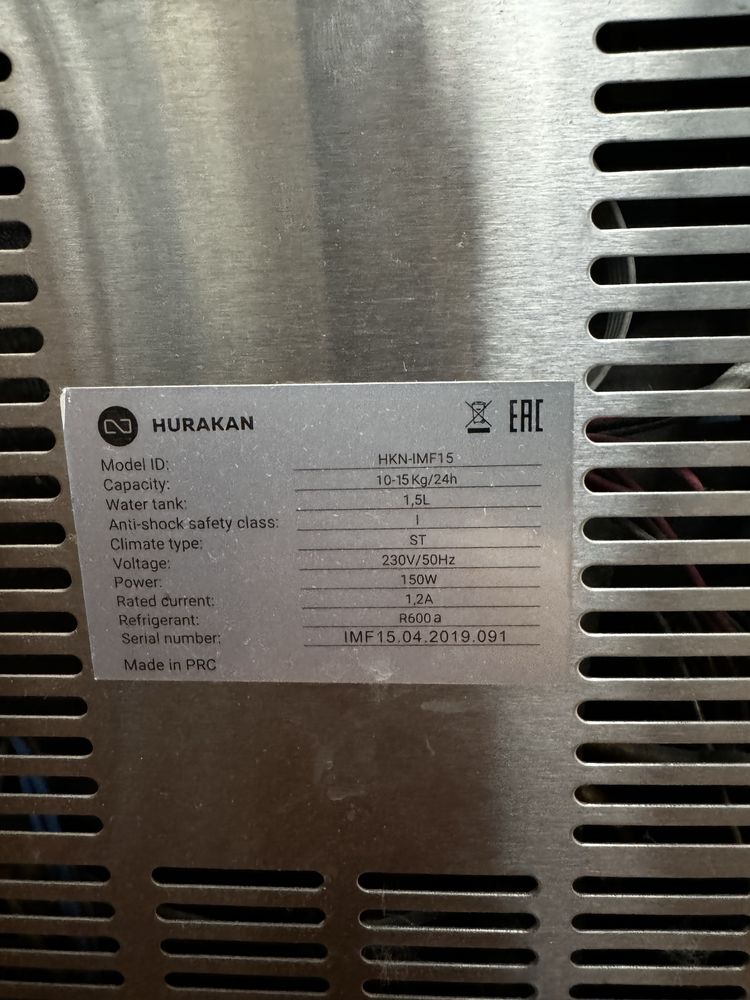 HURAKAN
EAC
Model ID: HKN-IMF15
Capacity: 10-15Kg/24h
Water tank: 1,5L
Anti-shock safety class: I
Climate type: ST
Voltage: 230V/50Hz
Power: 150W
Rated current: 1,2A
Refrigerant: R600a
Serial number: IMF15.04.2019.091
Made in PRC